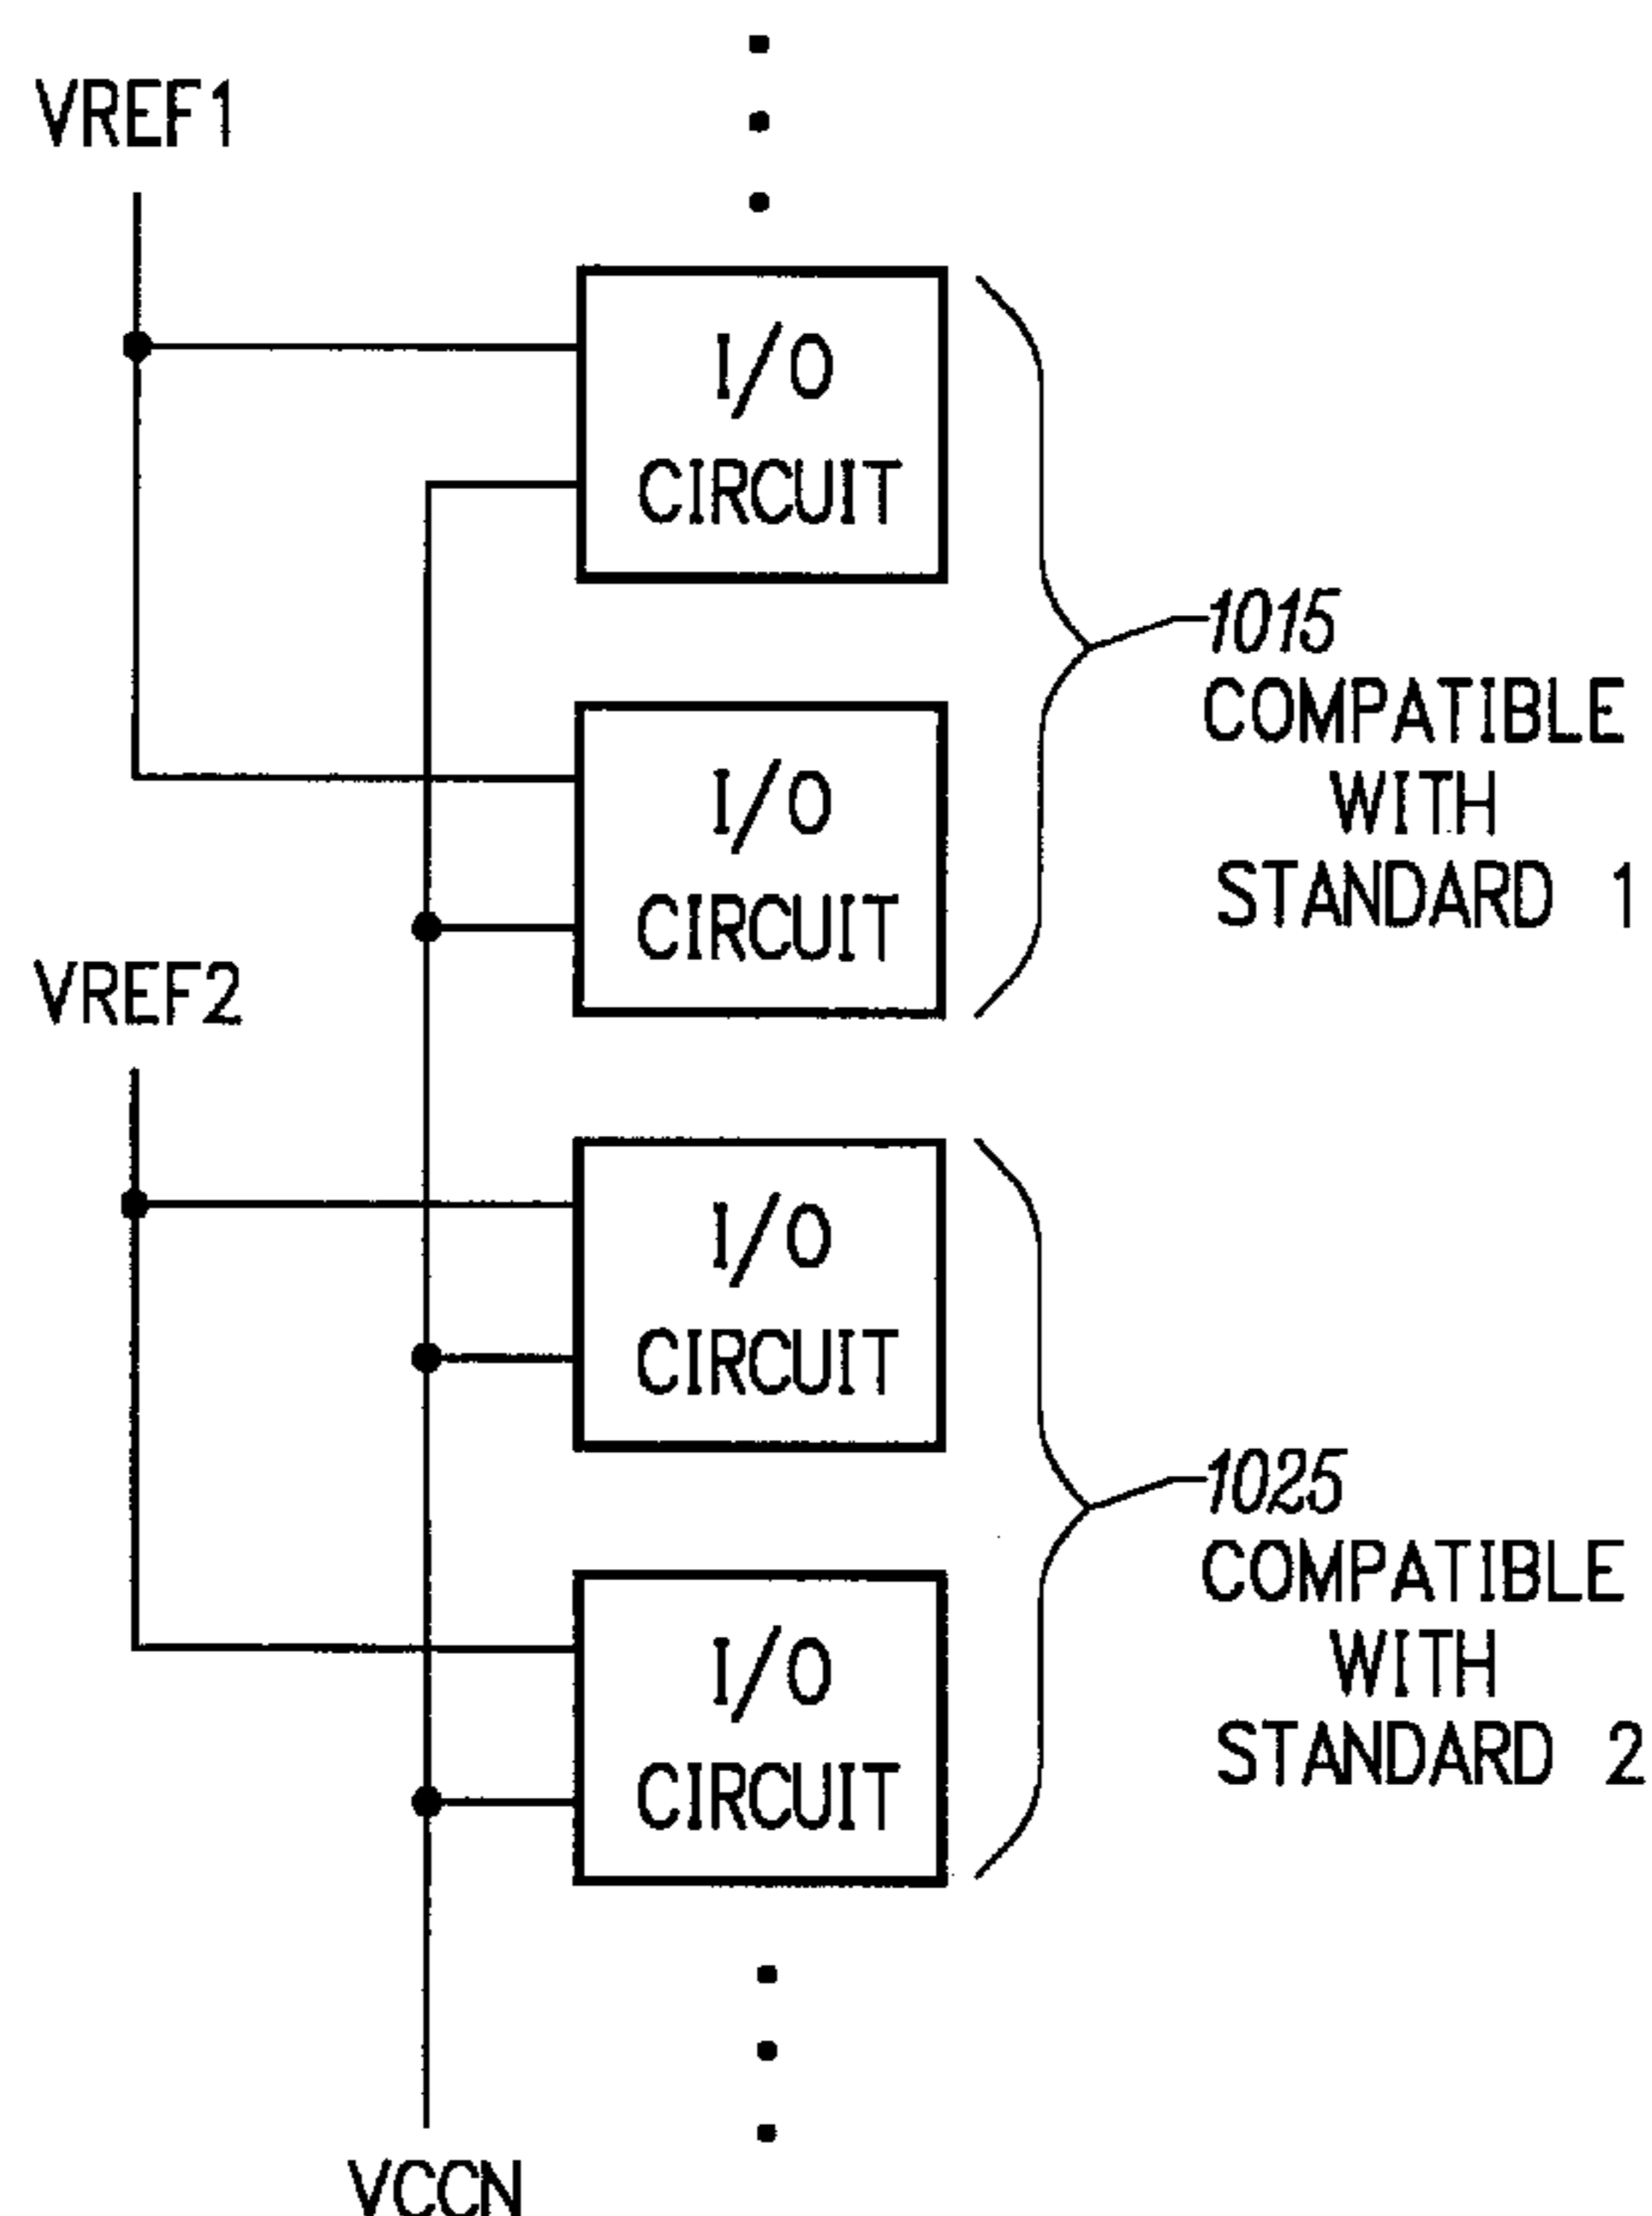 VREF1
I/O
CIRCUIT
1015
COMPATIBLE
WITH
STANDARD 1
I/O
CIRCUIT
VREF2
I/O
CIRCUIT
1025
COMPATIBLE
WITH
STANDARD 2
I/O
CIRCUIT
VCCN